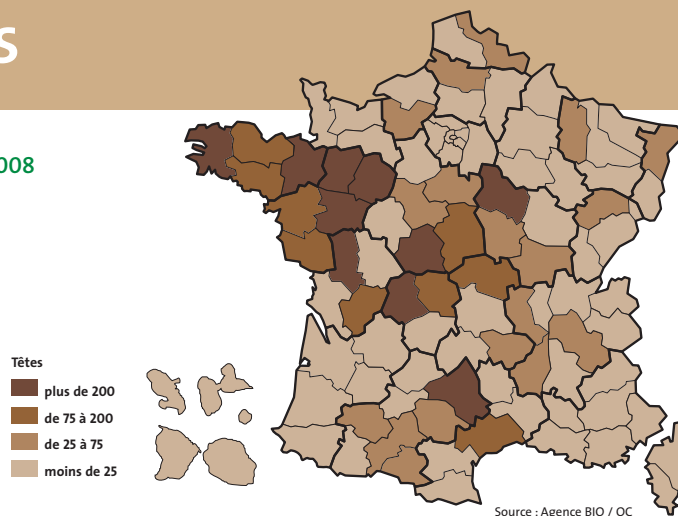 s
008
Têtes
plus de 200
de 75 à 200
de 25 à 75
moins de 25
Source : Agence BIO / OC